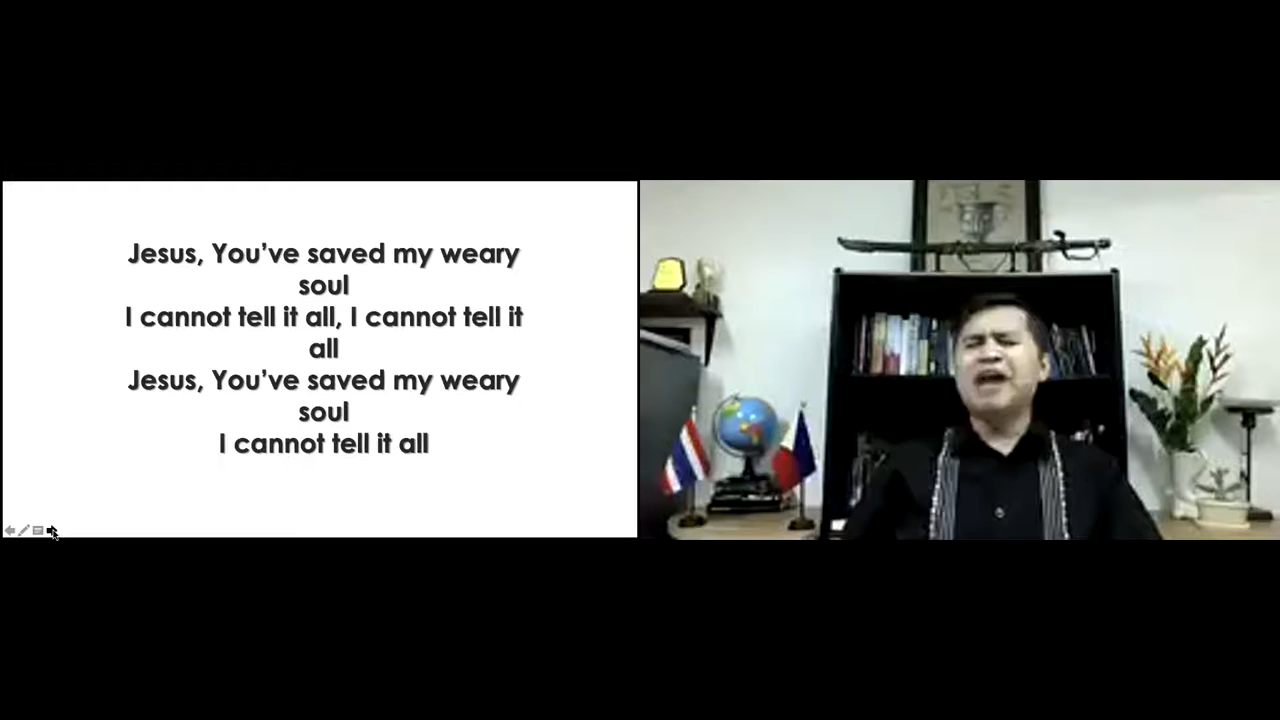 Jesus, You’ve saved my weary
soul
I cannot tell it all, I cannot tell it
all
Jesus, You’ve saved my weary
soul
I cannot tell it all